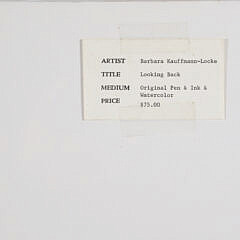 ARTIST Barbara Kauffmann-Locke
TITLE Looking Back
MEDIUM Original Pen & Ink &
Watercolor
PRICE $75.00